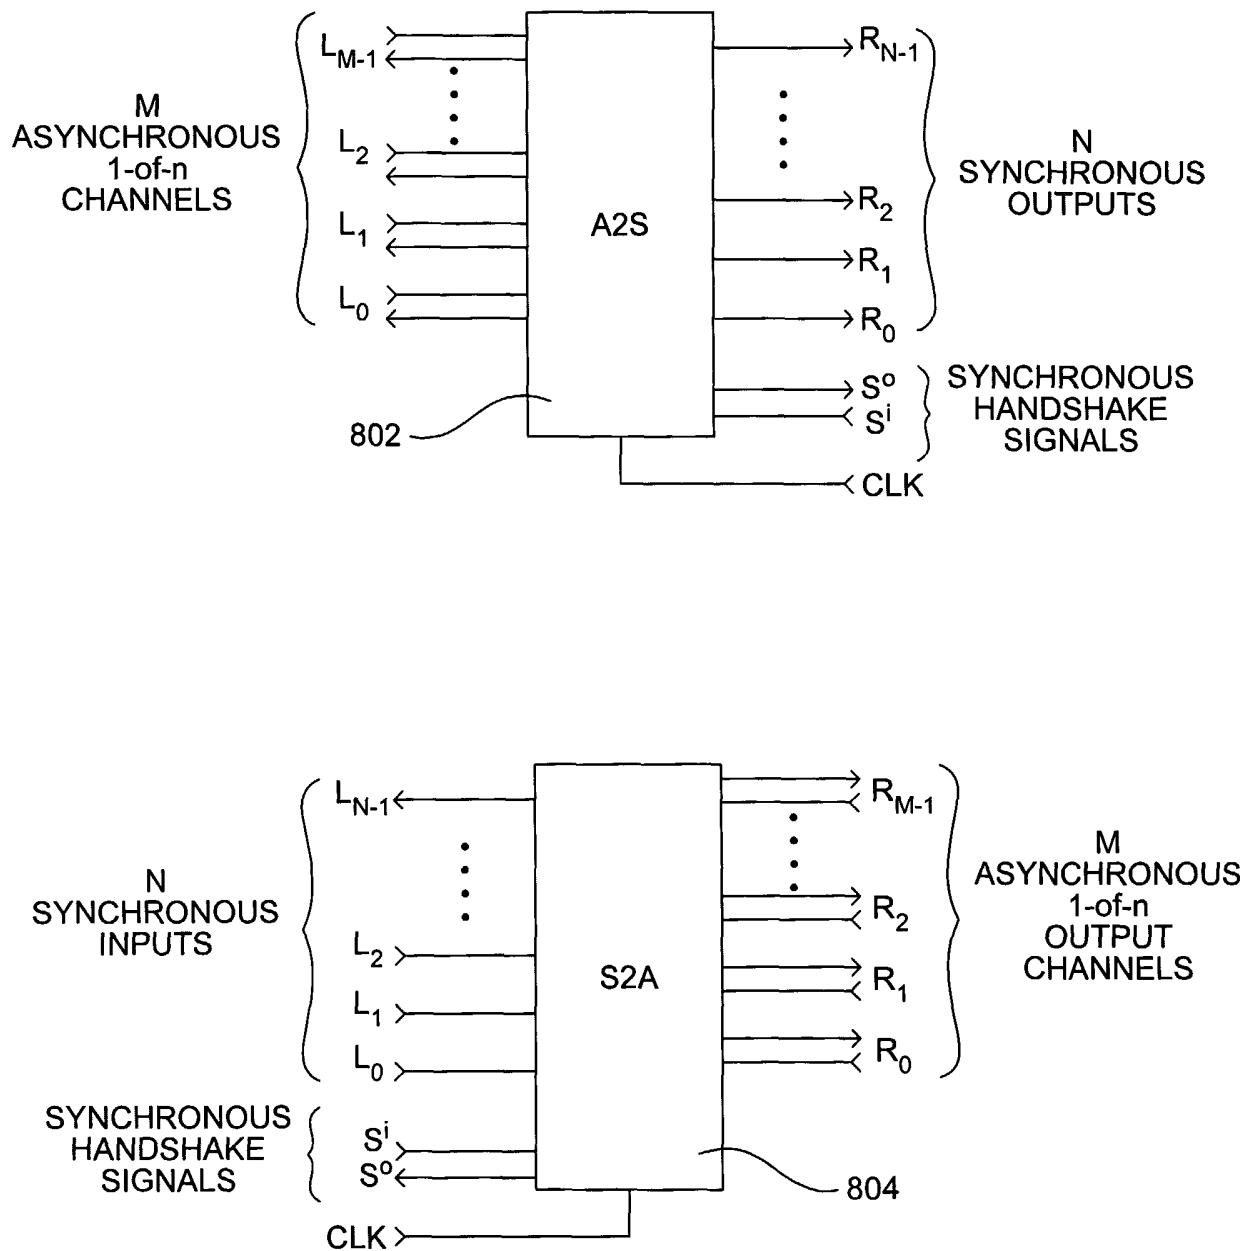 M
ASYNCHRONOUS
1-of-n
CHANNELS
L_{M-1}
L_2
L_1
L_0
A2S
802
R_{N-1}
R_2
R_1
R_0
N
SYNCHRONOUS
OUTPUTS
S^o
S^i
SYNCHRONOUS
HANDSHAKE
SIGNALS
CLK
N
SYNCHRONOUS
INPUTS
L_{N-1}
L_2
L_1
L_0
SYNCHRONOUS
HANDSHAKE
SIGNALS
S^i
S^o
CLK
S2A
804
R_{M-1}
R_2
R_1
R_0
M
ASYNCHRONOUS
1-of-n
OUTPUT
CHANNELS